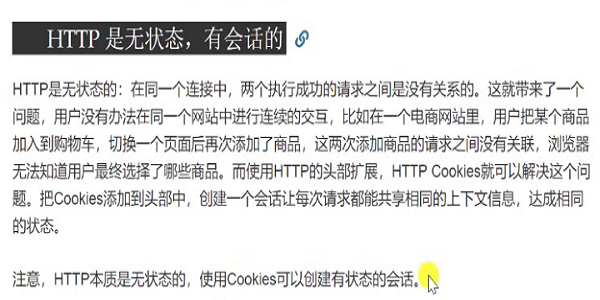 HTTP 是无状态，有会话的
HTTP是无状态的：在同一个连接中，两个执行成功的请求之间是没有关系的。这就带来了一个
问题，用户没有办法在同一个网站中进行连续的交互，比如在一个电商网站里，用户把某个商品
加入到购物车，切换一个页面后再次添加了商品，这两次添加商品的请求之间没有关联，浏览器
无法知道用户最终选择了哪些商品。而使用HTTP的头部扩展，HTTP Cookies就可以解决这个问
题。把Cookies添加到头部中，创建一个会话让每次请求都能共享相同的上下文信息，达成相同
的状态。
注意，HTTP本质是无状态的，使用Cookies可以创建有状态的会话。